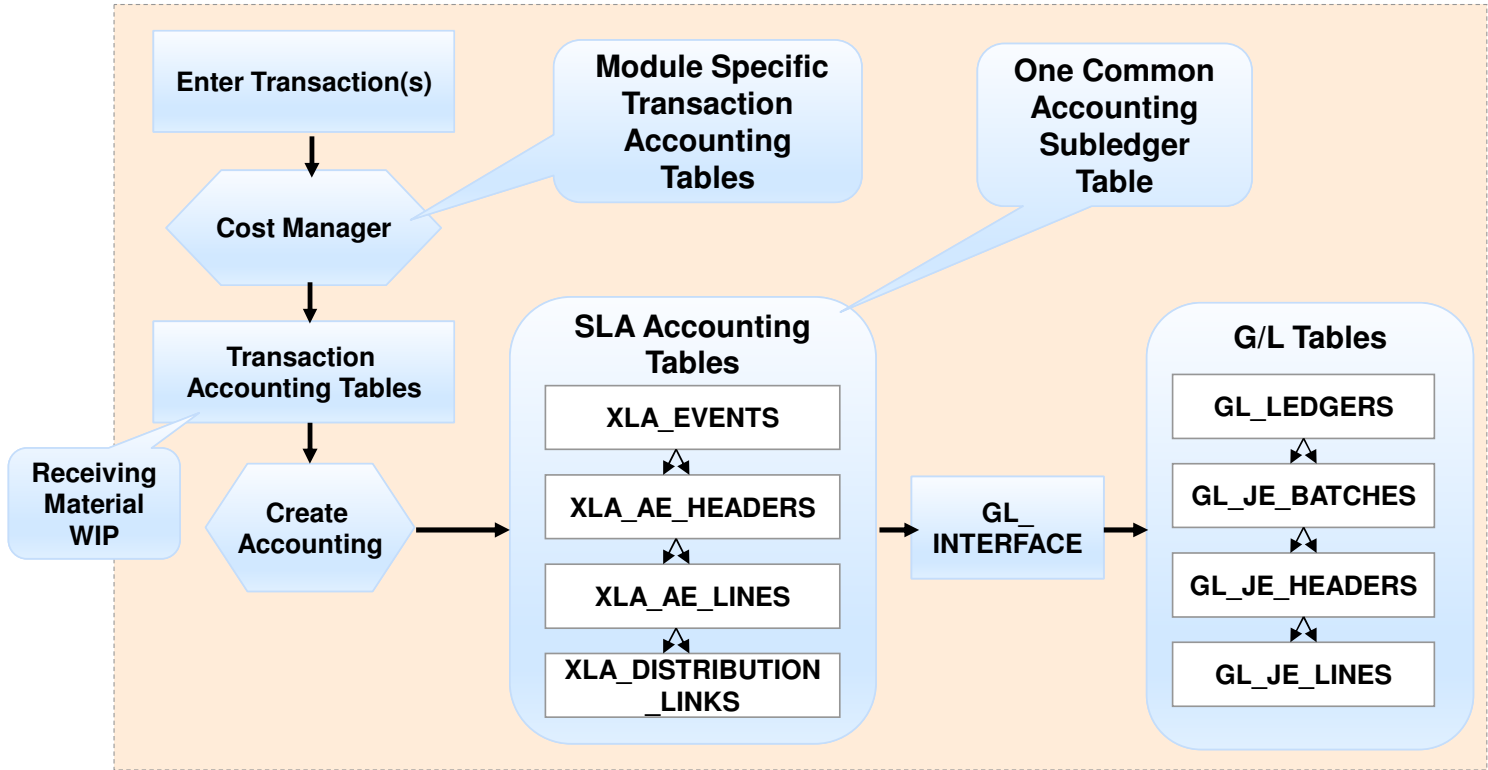 Enter Transaction(s)
Module Specific
Transaction
Accounting
Tables
One Common
Accounting
Subledger
Table
Cost Manager
Transaction
Accounting Tables
Receiving
Material
WIP
Create
Accounting
SLA Accounting
Tables
XLA_EVENTS
XLA_AE_HEADERS
XLA_AE_LINES
XLA_DISTRIBUTION
_LINKS
GL_
INTERFACE
G/L Tables
GL_LEDGERS
GL_JE_BATCHES
GL_JE_HEADERS
GL_JE_LINES